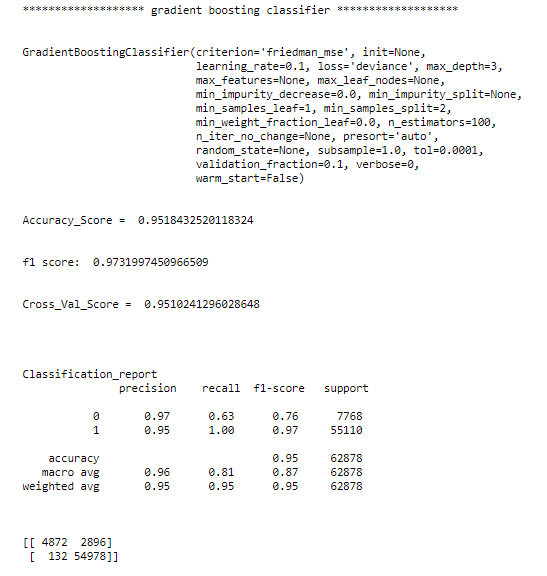 ******************* gradient boosting classifier *******************
GradientBoostingClassifier(criterion='friedman_mse', init=None,
learning_rate=0.1, loss='deviance', max_depth=3,
max_features=None, max_leaf_nodes=None,
min_impurity_decrease=0.0, min_impurity_split=None,
min_samples_leaf=1, min_samples_split=2,
min_weight_fraction_leaf=0.0, n_estimators=100,
n_iter_no_change=None, presort='auto',
random_state=None, subsample=1.0, tol=0.0001,
validation_fraction=0.1, verbose=0,
warm_start=False)
Accuracy_Score =  0.9518432520118324
f1 score:  0.9731997450966509
Cross_Val_Score =  0.9510241296028648
Classification_report
precision    recall  f1-score   support
0       0.97      0.63      0.76      7768
1       0.95      1.00      0.97     55110
accuracy                           0.95     62878
macro avg       0.96      0.81      0.87     62878
weighted avg       0.95      0.95      0.95     62878
[[ 4872  2896]
[  132 54978]]